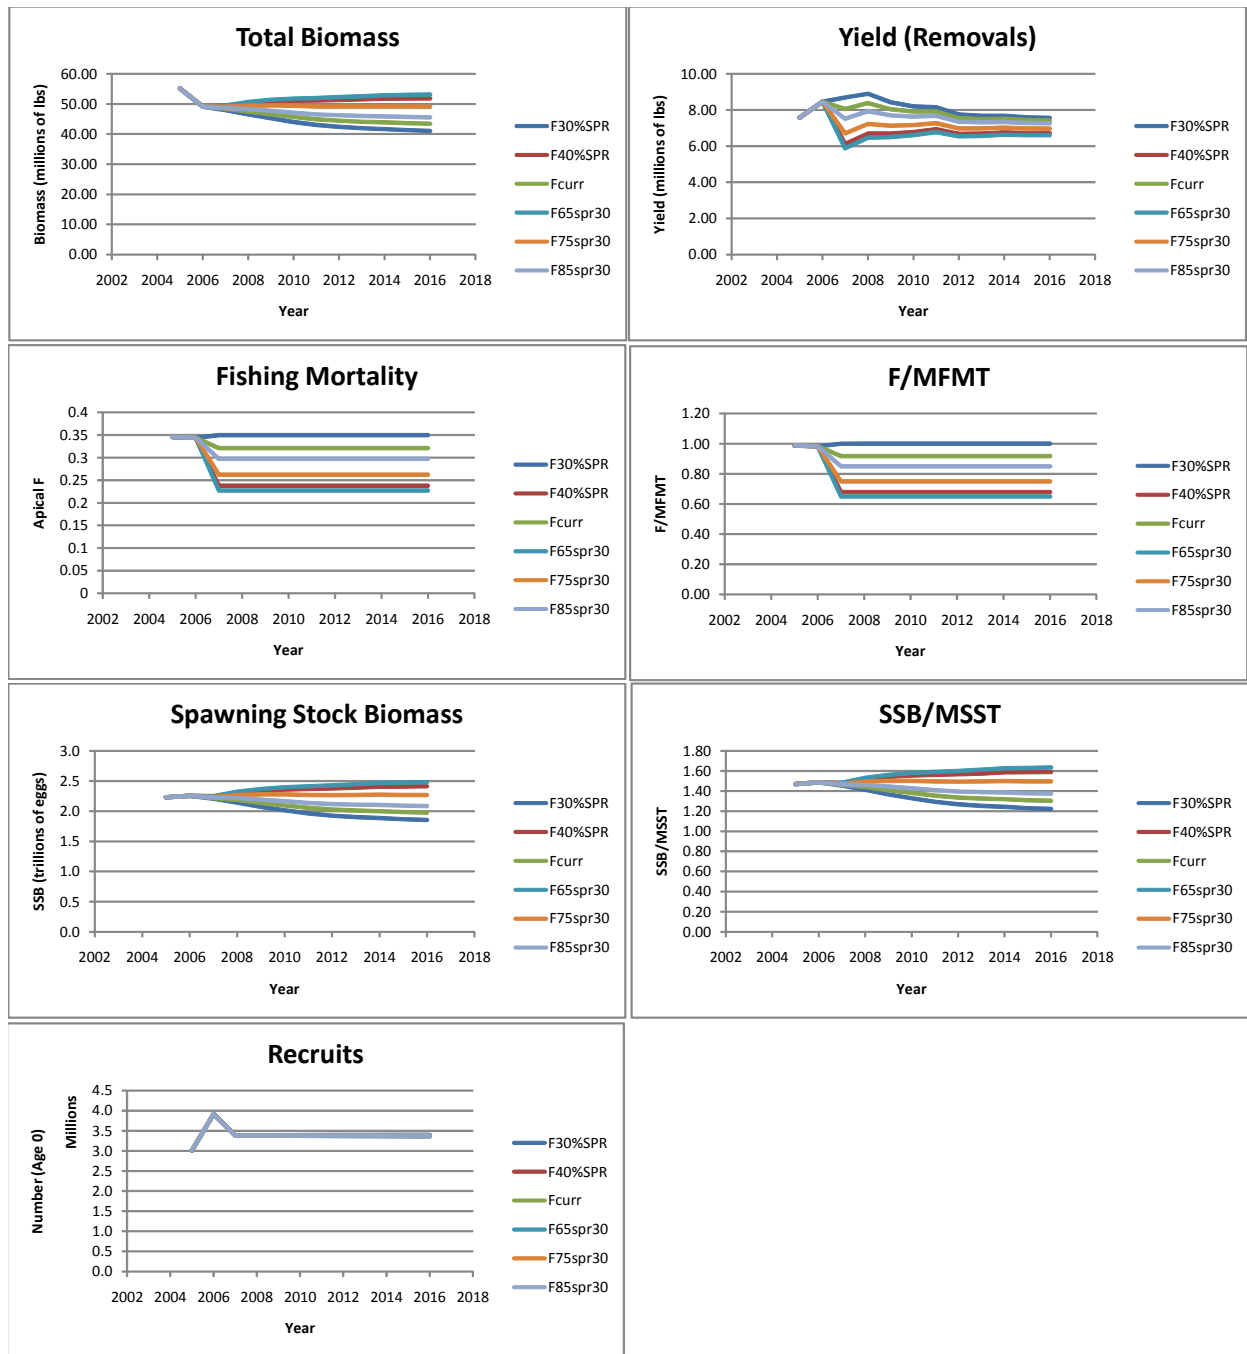 Total Biomass
Biomass (millions of lbs)
60.00
50.00
40.00
30.00
20.00
10.00
0.00
2002 2004 2006 2008 2010 2012 2014 2016 2018
Year
F30%SPR
F40%SPR
Fcurr
F65spr30
F75spr30
F85spr30
Yield (Removals)
Yield (millions of lbs)
10.00
8.00
6.00
4.00
2.00
0.00
2002 2004 2006 2008 2010 2012 2014 2016 2018
Year
F30%SPR
F40%SPR
Fcurr
F65spr30
F75spr30
F85spr30
Fishing Mortality
Apical F
0.4
0.35
0.3
0.25
0.2
0.15
0.1
0.05
0
2002 2004 2006 2008 2010 2012 2014 2016 2018
Year
F30%SPR
F40%SPR
Fcurr
F65spr30
F75spr30
F85spr30
F/MFMT
F/MFMT
1.20
1.00
0.80
0.60
0.40
0.20
0.00
2002 2004 2006 2008 2010 2012 2014 2016 2018
Year
F30%SPR
F40%SPR
Fcurr
F65spr30
F75spr30
F85spr30
Spawning Stock Biomass
SSB (trillions of eggs)
3.0
2.5
2.0
1.5
1.0
0.5
0.0
2002 2004 2006 2008 2010 2012 2014 2016 2018
Year
F30%SPR
F40%SPR
Fcurr
F65spr30
F75spr30
F85spr30
SSB/MSST
SSB/MSST
1.80
1.60
1.40
1.20
1.00
0.80
0.60
0.40
0.20
0.00
2002 2004 2006 2008 2010 2012 2014 2016 2018
Year
F30%SPR
F40%SPR
Fcurr
F65spr30
F75spr30
F85spr30
Recruits
Number (Age 0)
Millions
4.5
4.0
3.5
3.0
2.5
2.0
1.5
1.0
0.5
0.0
2002 2004 2006 2008 2010 2012 2014 2016 2018
Year
F30%SPR
F40%SPR
Fcurr
F65spr30
F75spr30
F85spr30